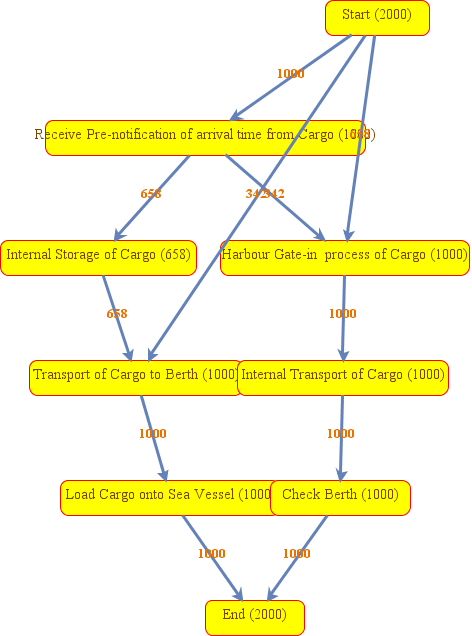 Start (2000)
1000
Receive Pre-notification of arrival time from Cargo
658
342
342
Internal Storage of Cargo (658)
Harbour Gate-in process of Cargo (1000)
658
1000
Transport of Cargo to Berth (1000)
Internal Transport of Cargo (1000)
1000
1000
Load Cargo onto Sea Vessel (1000
Check Berth (1000)
1000
1000
End (2000)